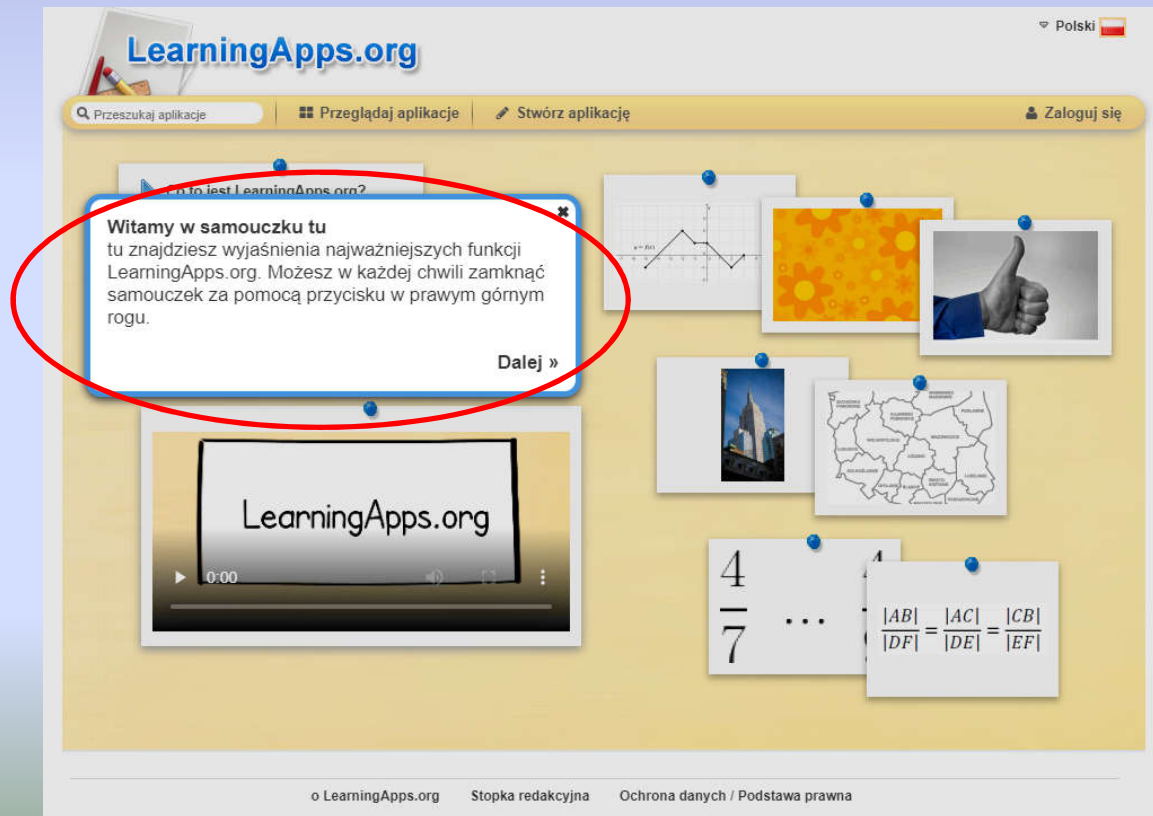 Polski
LearningApps.org
Przeszukaj aplikacje
Przeglądaj aplikacje
Stwórz aplikację
Zaloguj się
Co to jest LearningApps.org?
Witamy w samouczku tu
tu znajdziesz wyjaśnienia najważniejszych funkcji
LearningApps.org. Możesz w każdej chwili zamknąć
samouczek za pomocą przycisku w prawym górnym
rogu.
Dalej »
LearningApps.org
0:00
4/7 ...
|AB|/|DF| = |AC|/|DE| = |CB|/|EF|
o LearningApps.org
Stopka redakcyjna
Ochrona danych / Podstawa prawna